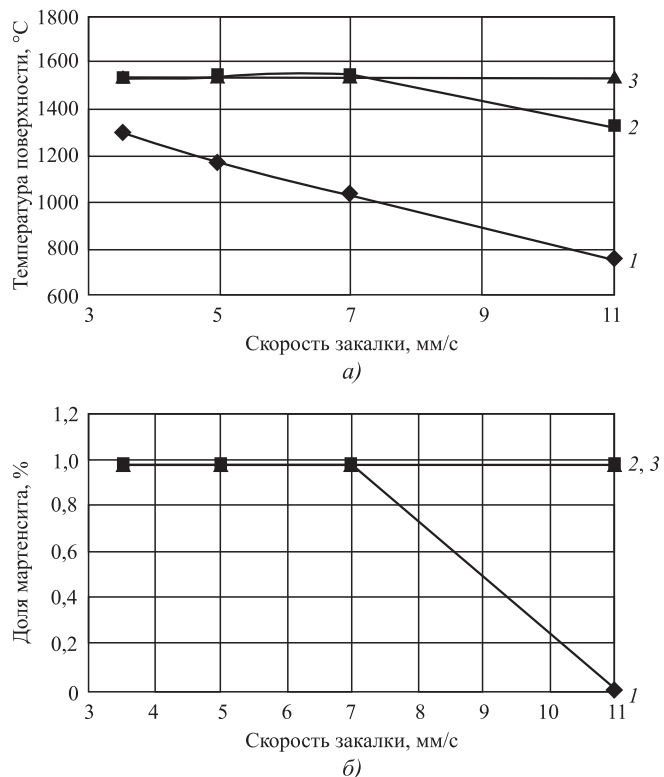 Температура поверхности, °C
1800
1600
1400
1200
1000
800
600
3
2
1
3 5 7 9 11
Скорость закалки, мм/с
а)
Доля мартенсита, %
1,2
1,0
0,8
0,6
0,4
0,2
0
2, 3
1
3 4 5 6 7 8 9 10 11
Скорость закалки, мм/с
б)